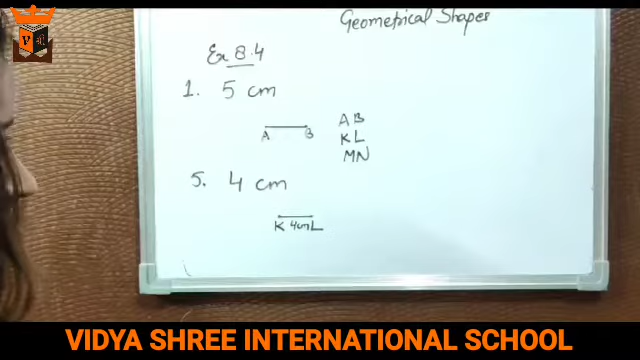 Geometrical Shapes
Ex 8.4
1. 5 cm
A B
AB
KL
MN
5. 4 cm
K 4cm L
VIDYA SHREE INTERNATIONAL SCHOOL